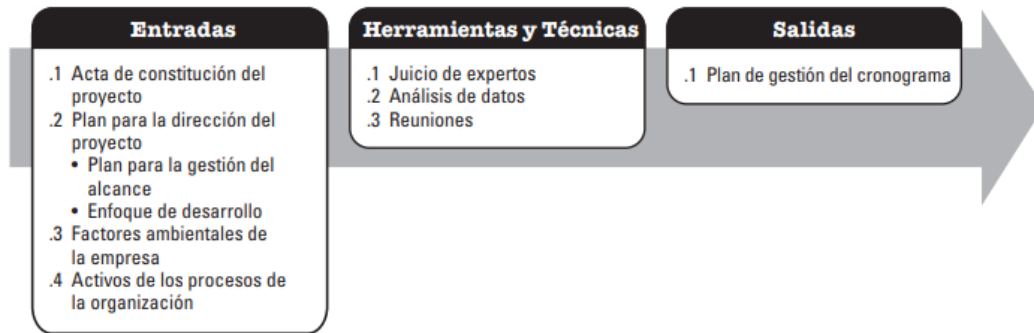 Entradas
.1 Acta de constitución del
proyecto
.2 Plan para la dirección del
proyecto
• Plan para la gestión del
alcance
• Enfoque de desarrollo
.3 Factores ambientales de
la empresa
.4 Activos de los procesos de
la organización
Herramientas y Técnicas
.1 Juicio de expertos
.2 Análisis de datos
.3 Reuniones
Salidas
.1 Plan de gestión del cronograma